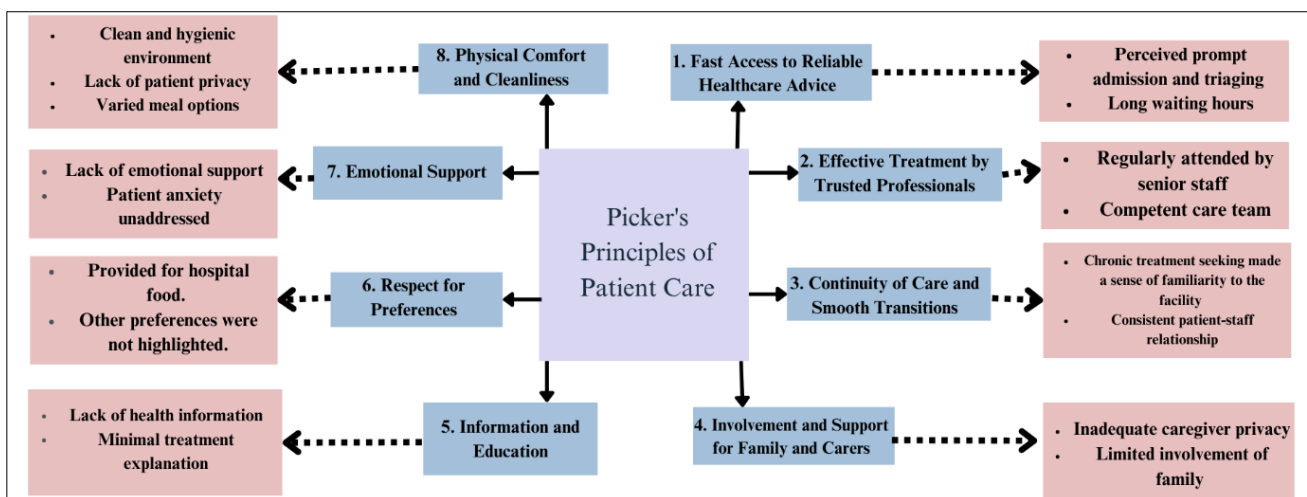 Picker's
Principles of
Patient Care
1. Fast Access to Reliable
Healthcare Advice
• Perceived prompt
admission and triaging
• Long waiting hours
2. Effective Treatment by
Trusted Professionals
• Regularly attended by
senior staff
• Competent care team
3. Continuity of Care and
Smooth Transitions
• Chronic treatment seeking made
a sense of familiarity to the
facility
• Consistent patient-staff
relationship
4. Involvement and Support
for Family and Carers
• Inadequate caregiver privacy
• Limited involvement of
family
5. Information and
Education
• Lack of health information
• Minimal treatment
explanation
6. Respect for
Preferences
• Provided for hospital
food.
• Other preferences were
not highlighted.
7. Emotional Support
• Lack of emotional support
• Patient anxiety
unaddressed
8. Physical Comfort
and Cleanliness
• Clean and hygienic
environment
• Lack of patient privacy
• Varied meal options